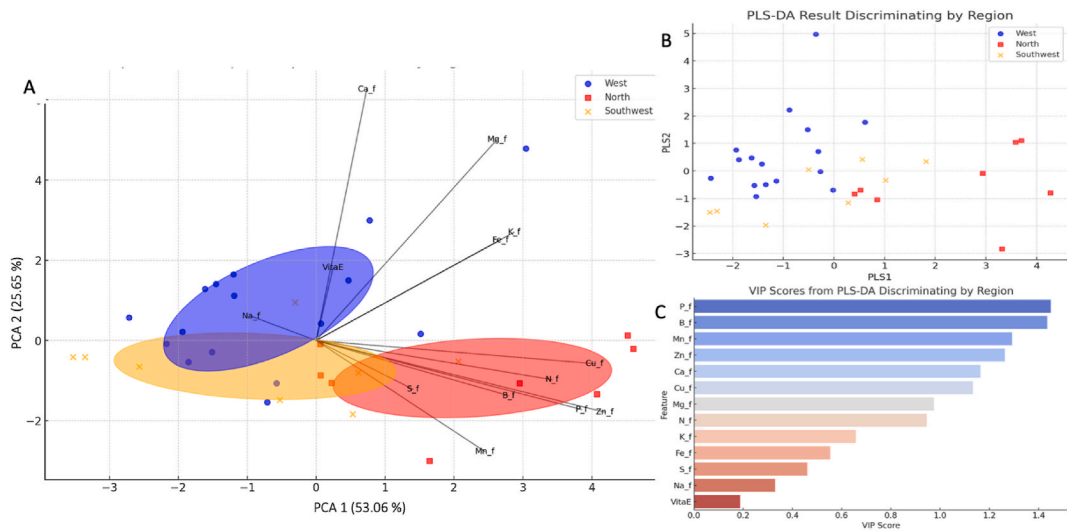 A
West
North
Southwest
Ca_f
Mg_f
K_f
Fe_f
VitaE
Na_f
Cu_f
N_f
S_f
B_f
P_f
Zn_f
Mn_f
4
2
0
−2
−3
−2
−1
0
1
2
3
4
PCA 2 (25.65 %)
PCA 1 (53.06 %)
PLS-DA Result Discriminating by Region
B
West
North
Southwest
5
4
3
2
1
0
−1
−2
−3
−2
−1
0
1
2
3
4
PLS2
PLS1
VIP Scores from PLS-DA Discriminating by Region
C
P_f
B_f
Mn_f
Zn_f
Ca_f
Cu_f
Mg_f
N_f
K_f
Fe_f
S_f
Na_f
VitaE
Feature
0.0
0.2
0.4
0.6
0.8
1.0
1.2
1.4
VIP Score